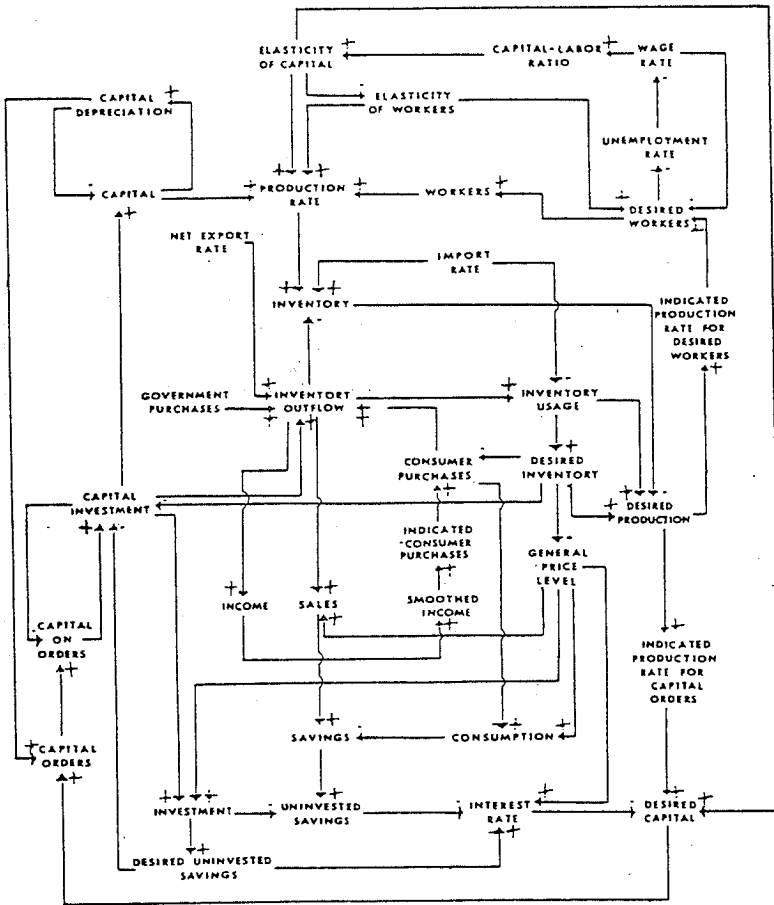 ELASTICITY
OF CAPITAL
CAPITAL-LABOR
RATIO
WAGE
RATE
CAPITAL
DEPRECIATION
ELASTICITY
OF WORKERS
UNEMPLOYMENT
RATE
CAPITAL
PRODUCTION
RATE
WORKERS
DESIRED
WORKERS
NET EXPORT
RATE
IMPORT
RATE
INVENTORY
INDICATED
PRODUCTION
RATE FOR
DESIRED
WORKERS
GOVERNMENT
PURCHASES
INVENTORY
OUTFLOW
INVENTORY
USAGE
CONSUMER
PURCHASES
DESIRED
INVENTORY
CAPITAL
INVESTMENT
DESIRED
PRODUCTION
INDICATED
CONSUMER
PURCHASES
GENERAL
PRICE
LEVEL
INCOME
SALES
SMOOTHED
INCOME
CAPITAL
ON
ORDERS
INDICATED
PRODUCTION
RATE FOR
CAPITAL
ORDERS
SAVINGS
CONSUMPTION
CAPITAL
ORDERS
INVESTMENT
UNINVESTED
SAVINGS
INTEREST
RATE
DESIRED
CAPITAL
DESIRED UNINVESTED
SAVINGS